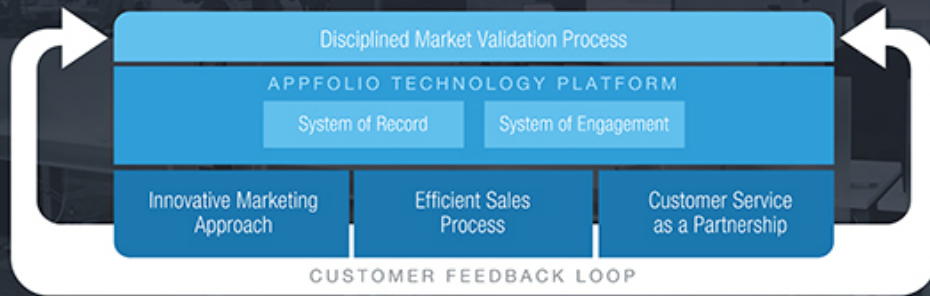 Disciplined Market Validation Process
APPFOLIO TECHNOLOGY PLATFORM
System of Record
System of Engagement
Innovative Marketing
Approach
Efficient Sales
Process
Customer Service
as a Partnership
CUSTOMER FEEDBACK LOOP